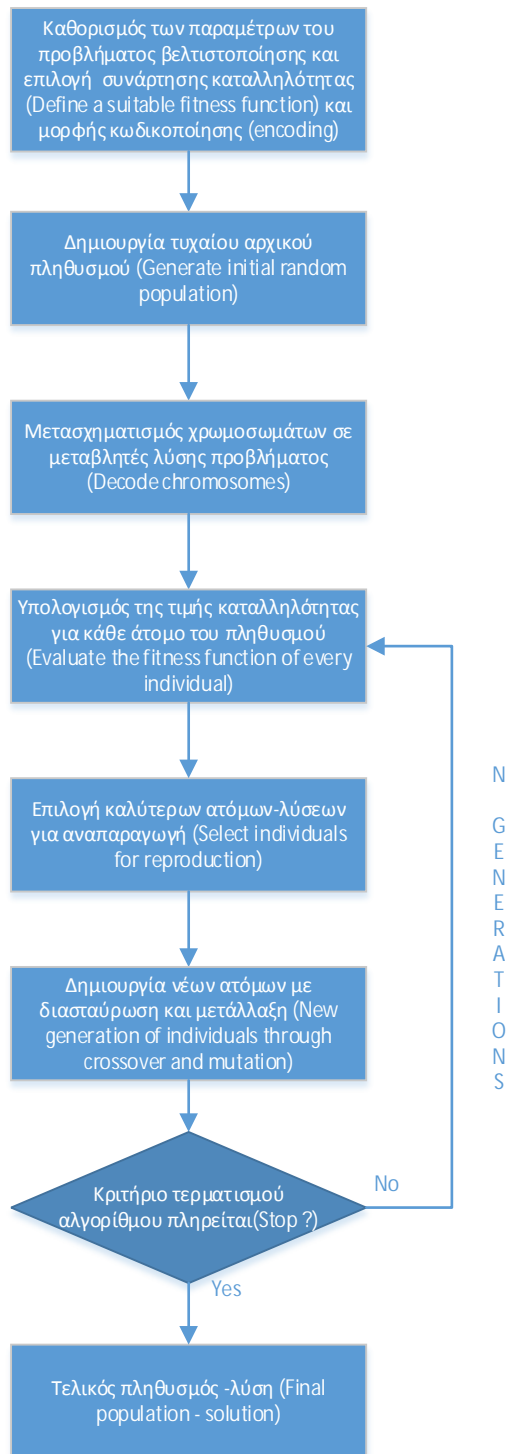 Καθορισμός των παραμέτρων του
προβλήματος βελτιστοποίησης και
επιλογή συνάρτησης καταλληλότητας
(Define a suitable fitness function) και
μορφής κωδικοποίησης (encoding)
Δημιουργία τυχαίου αρχικού
πληθυσμού (Generate initial random
population)
Μετασχηματισμός χρωμοσωμάτων σε
μεταβλητές λύσης προβλήματος
(Decode chromosomes)
Υπολογισμός της τιμής καταλληλότητας
για κάθε άτομο του πληθυσμού
(Evaluate the fitness function of every
individual)
Επιλογή καλύτερων ατόμων-λύσεων
για αναπαραγωγή (Select individuals
for reproduction)
Δημιουργία νέων ατόμων με
διασταύρωση και μετάλλαξη (New
generation of individuals through
crossover and mutation)
Κριτήριο τερματισμού
αλγορίθμου πληρείται(Stop ?)
No
Yes
Τελικός πληθυσμός -λύση (Final
population - solution)
N
G
E
N
E
R
A
T
I
O
N
S